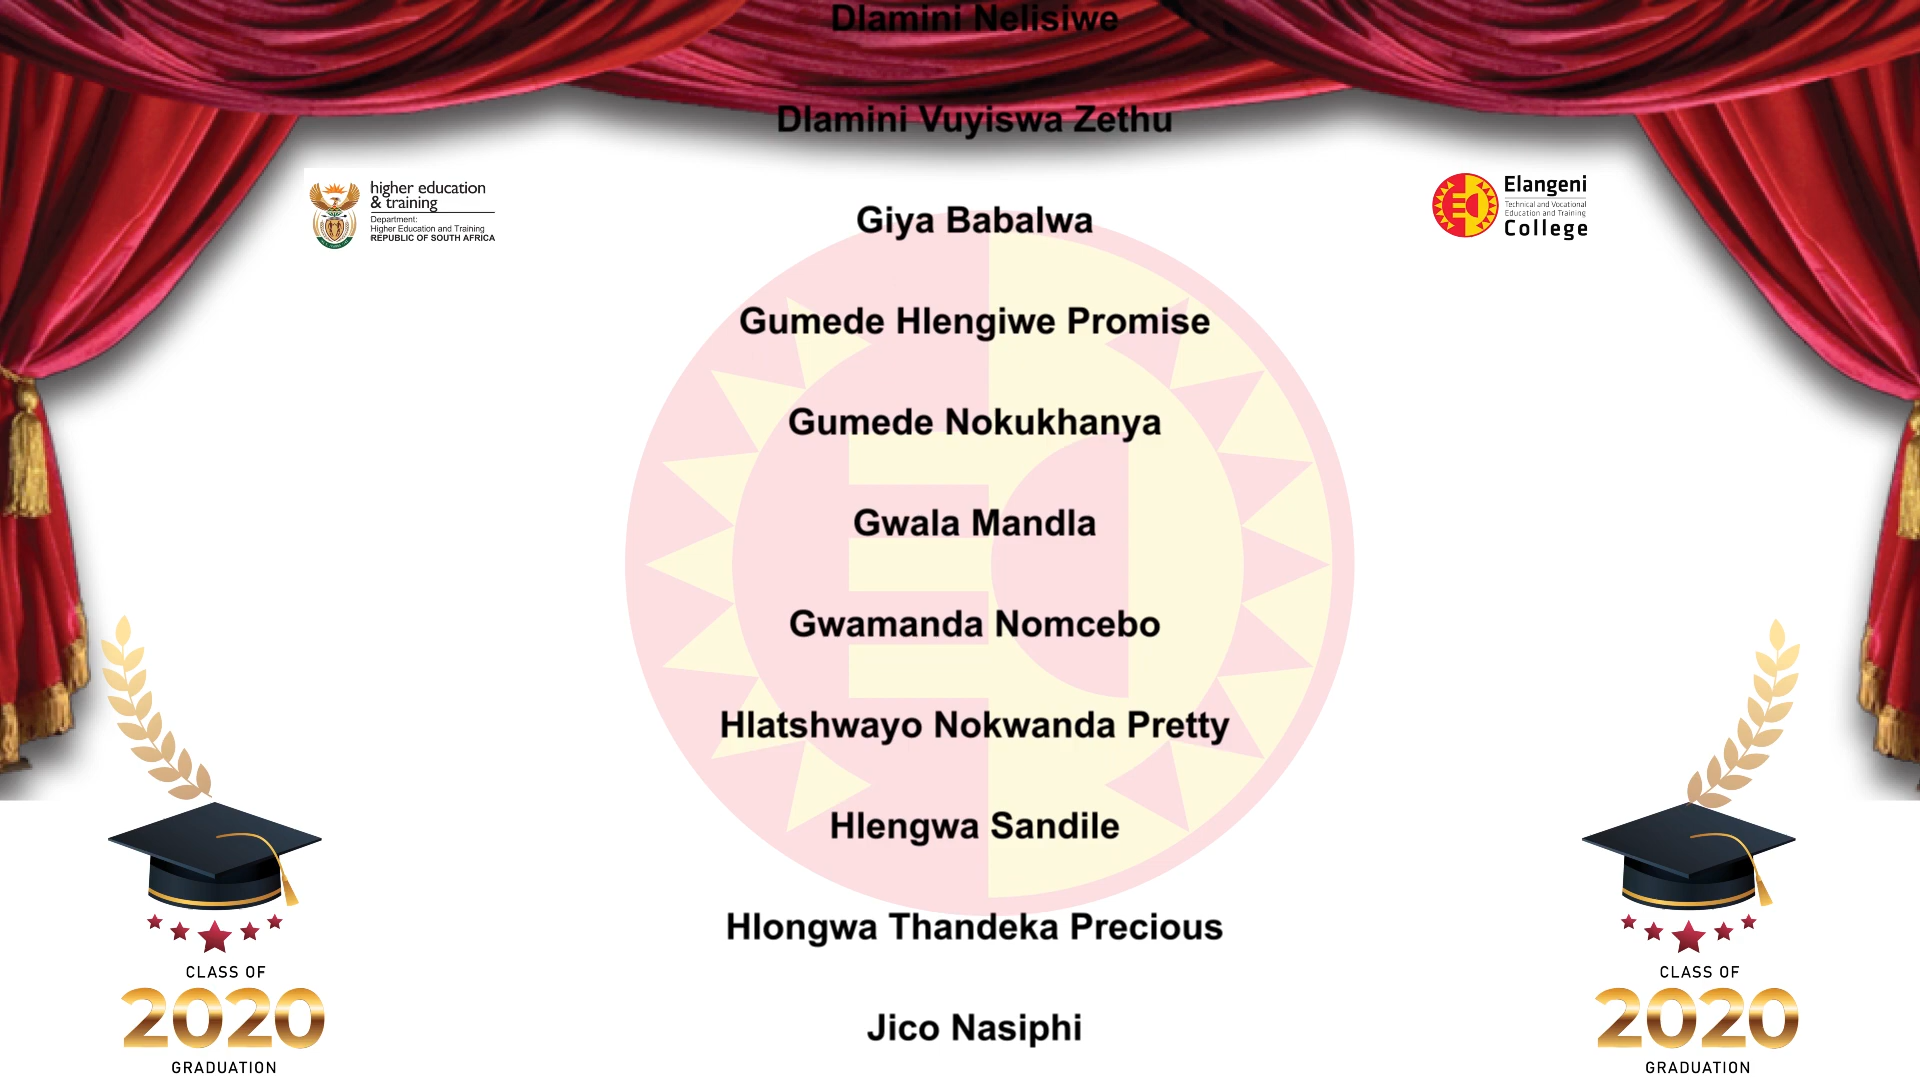 Dlamini Nelisiwe
Dlamini Vuyiswa Zethu
higher education
& training
Department:
Higher Education and Training
REPUBLIC OF SOUTH AFRICA
Elangeni
Technical and Vocational
Education and Training
College
Giya Babalwa
Gumede Hlengiwe Promise
Gumede Nokukhanya
Gwala Mandla
Gwamanda Nomcebo
Hlatshwayo Nokwanda Pretty
Hlengwa Sandile
Hlongwa Thandeka Precious
Jico Nasiphi
CLASS OF
2020
GRADUATION
CLASS OF
2020
GRADUATION